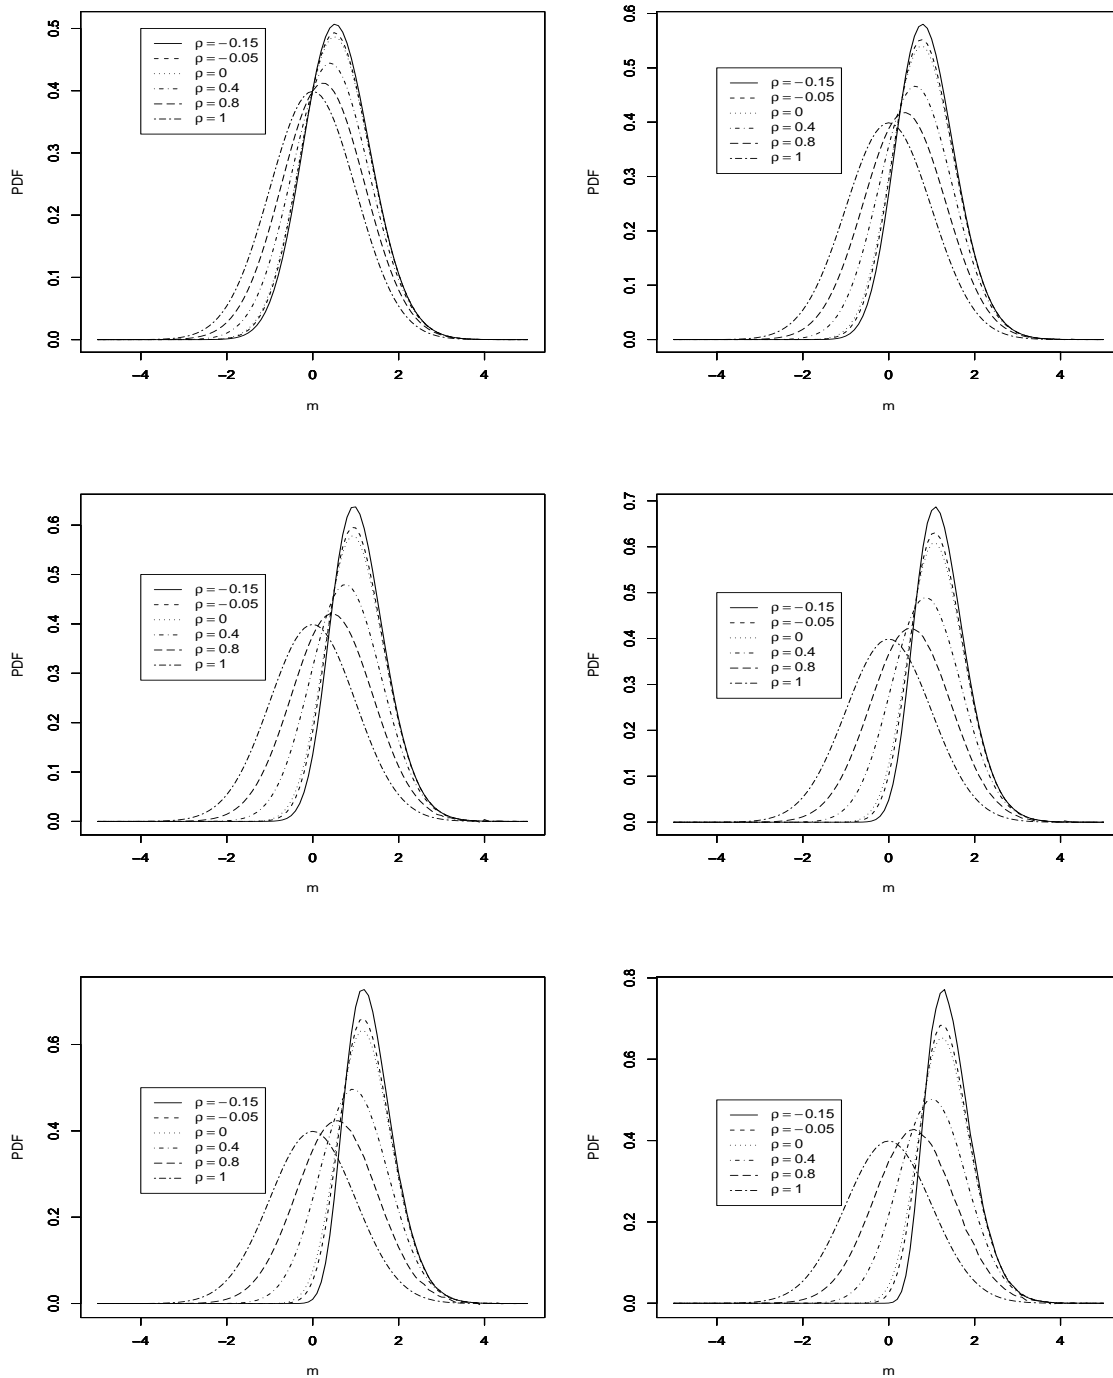 0.5
0.4
0.3
0.2
0.1
0.0
PDF
ρ = −0.15
ρ = −0.05
ρ = 0
ρ = 0.4
ρ = 0.8
ρ = 1
−4 −2 0 2 4
m
0.6
0.5
0.4
0.3
0.2
0.1
0.0
PDF
ρ = −0.15
ρ = −0.05
ρ = 0
ρ = 0.4
ρ = 0.8
ρ = 1
−4 −2 0 2 4
m
0.6
0.5
0.4
0.3
0.2
0.1
0.0
PDF
ρ = −0.15
ρ = −0.05
ρ = 0
ρ = 0.4
ρ = 0.8
ρ = 1
−4 −2 0 2 4
m
0.7
0.6
0.5
0.4
0.3
0.2
0.1
0.0
PDF
ρ = −0.15
ρ = −0.05
ρ = 0
ρ = 0.4
ρ = 0.8
ρ = 1
−4 −2 0 2 4
m
0.6
0.4
0.2
0.0
PDF
ρ = −0.15
ρ = −0.05
ρ = 0
ρ = 0.4
ρ = 0.8
ρ = 1
−4 −2 0 2 4
m
0.8
0.6
0.4
0.2
0.0
PDF
ρ = −0.15
ρ = −0.05
ρ = 0
ρ = 0.4
ρ = 0.8
ρ = 1
−4 −2 0 2 4
m